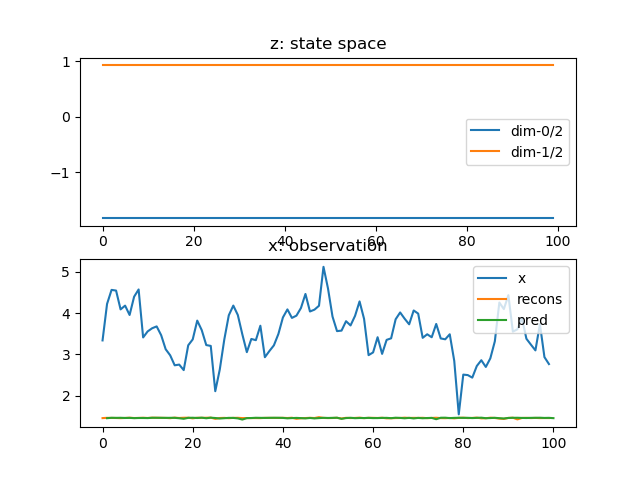 z: state space
1
0
−1
dim-0/2
dim-1/2
0 20 40 60 80 100
x: observation
5
4
3
2
x
recons
pred
0 20 40 60 80 100